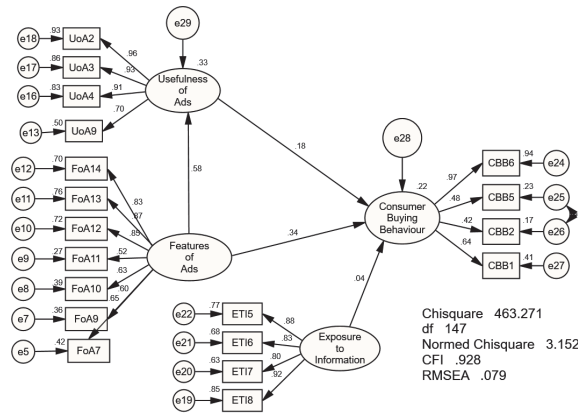 e29
.93
e18
UoA2
.86
.96
.33
e17
UoA3
.93
.83
Usefulness
of
Ads
e16
UoA4
.91
.50
.70
e13
UoA9
e28
.18
.94
CBB6
e24
.70
e12
FoA14
.58
.22
.97
.23
.76
.83
CBB5
e25
e11
FoA13
Consumer
Buying
Behaviour
.48
.87
.17
.72
.42
CBB2
e26
e10
FoA12
.85
.34
.64
.27
.52
Features
of
Ads
.41
e9
FoA11
CBB1
e27
.39
.63
e8
FoA10
.60
.04
.36
.65
.77
e7
FoA9
e22
ETI5
.88
.42
.68
e5
FoA7
e21
ETI6
.83
Exposure
to
Information
.63
.80
e20
ETI7
.85
.92
e19
ETI8
Chisquare 463.271
df 147
Normed Chisquare 3.152
CFI .928
RMSEA .079